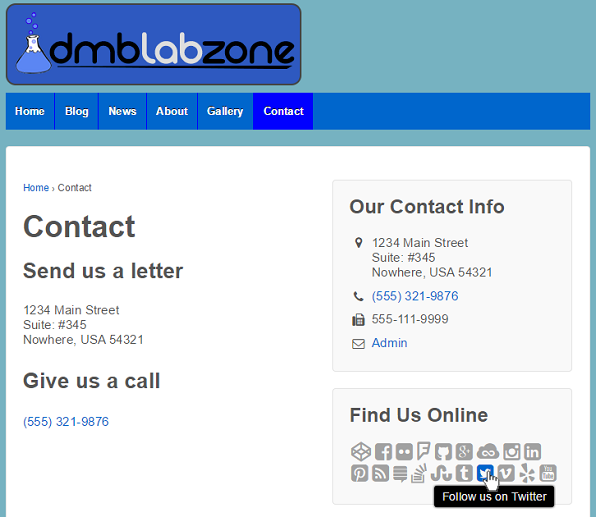 dmblabzone
Home Blog News About Gallery Contact
Home › Contact
Contact
Send us a letter
1234 Main Street
Suite: #345
Nowhere, USA 54321
Give us a call
(555) 321-9876
Our Contact Info
1234 Main Street
Suite: #345
Nowhere, USA 54321
(555) 321-9876
555-111-9999
Admin
Find Us Online
You
Tube
Follow us on Twitter